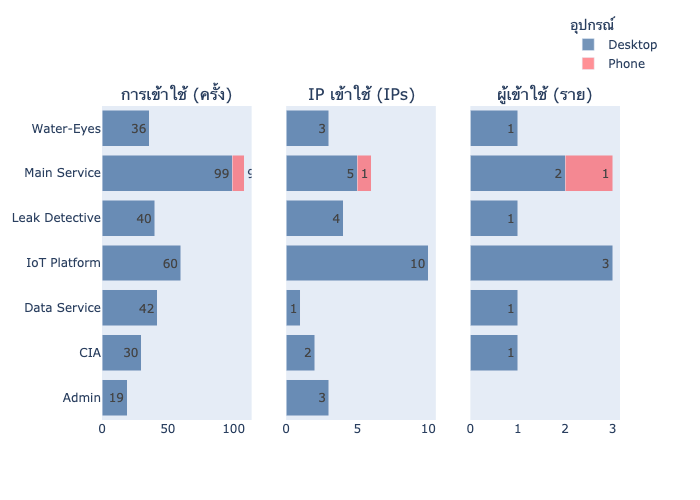 อุปกรณ์
Desktop
Phone
การเข้าใช้ (ครั้ง) IP เข้าใช้ (IPs) ผู้เข้าใช้ (ราย)
Water-Eyes 36 3 1
Main Service 99 9 5 1 2 1
Leak Detective 40 4 1
IoT Platform 60 10 3
Data Service 42 1 1
CIA 30 2 1
Admin 19 3
0 50 100 0 5 10 0 1 2 3